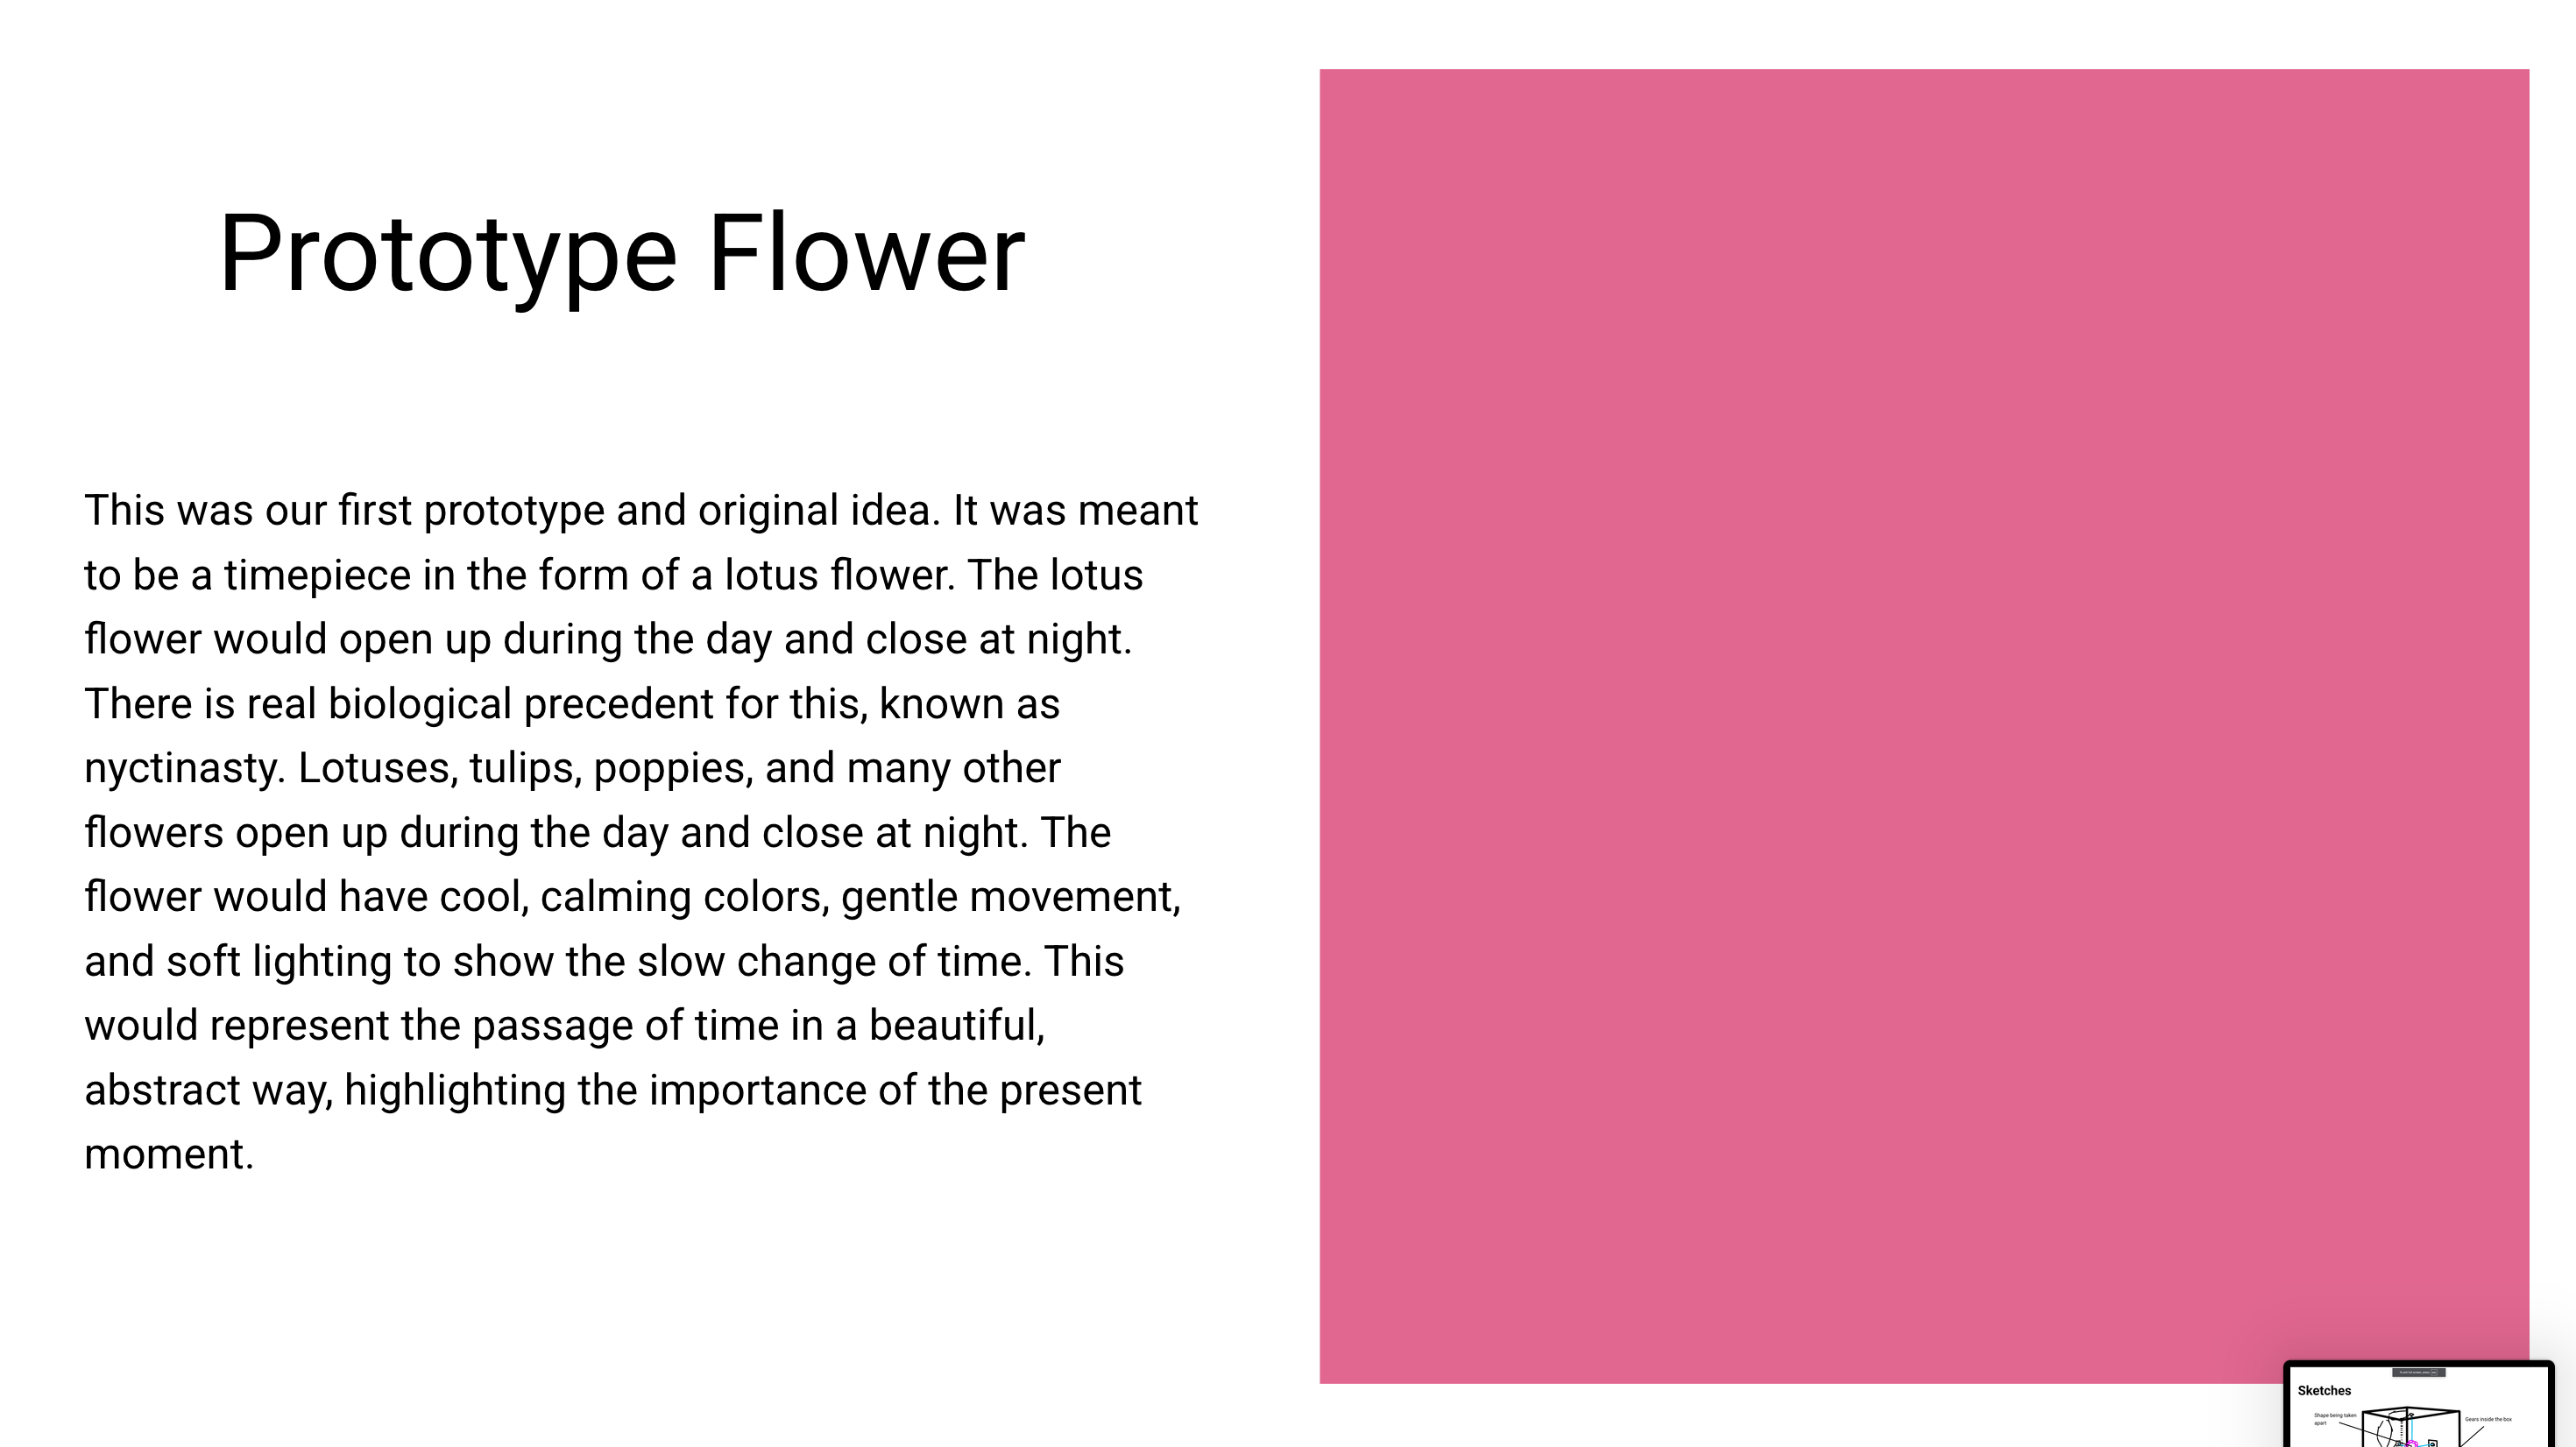 Prototype Flower
This was our first prototype and original idea. It was meant
to be a timepiece in the form of a lotus flower. The lotus
flower would open up during the day and close at night.
There is real biological precedent for this, known as
nyctinasty. Lotuses, tulips, poppies, and many other
flowers open up during the day and close at night. The
flower would have cool, calming colors, gentle movement,
and soft lighting to show the slow change of time. This
would represent the passage of time in a beautiful,
abstract way, highlighting the importance of the present
moment.
Sketches
Shape being taken
apart
Gears inside the box